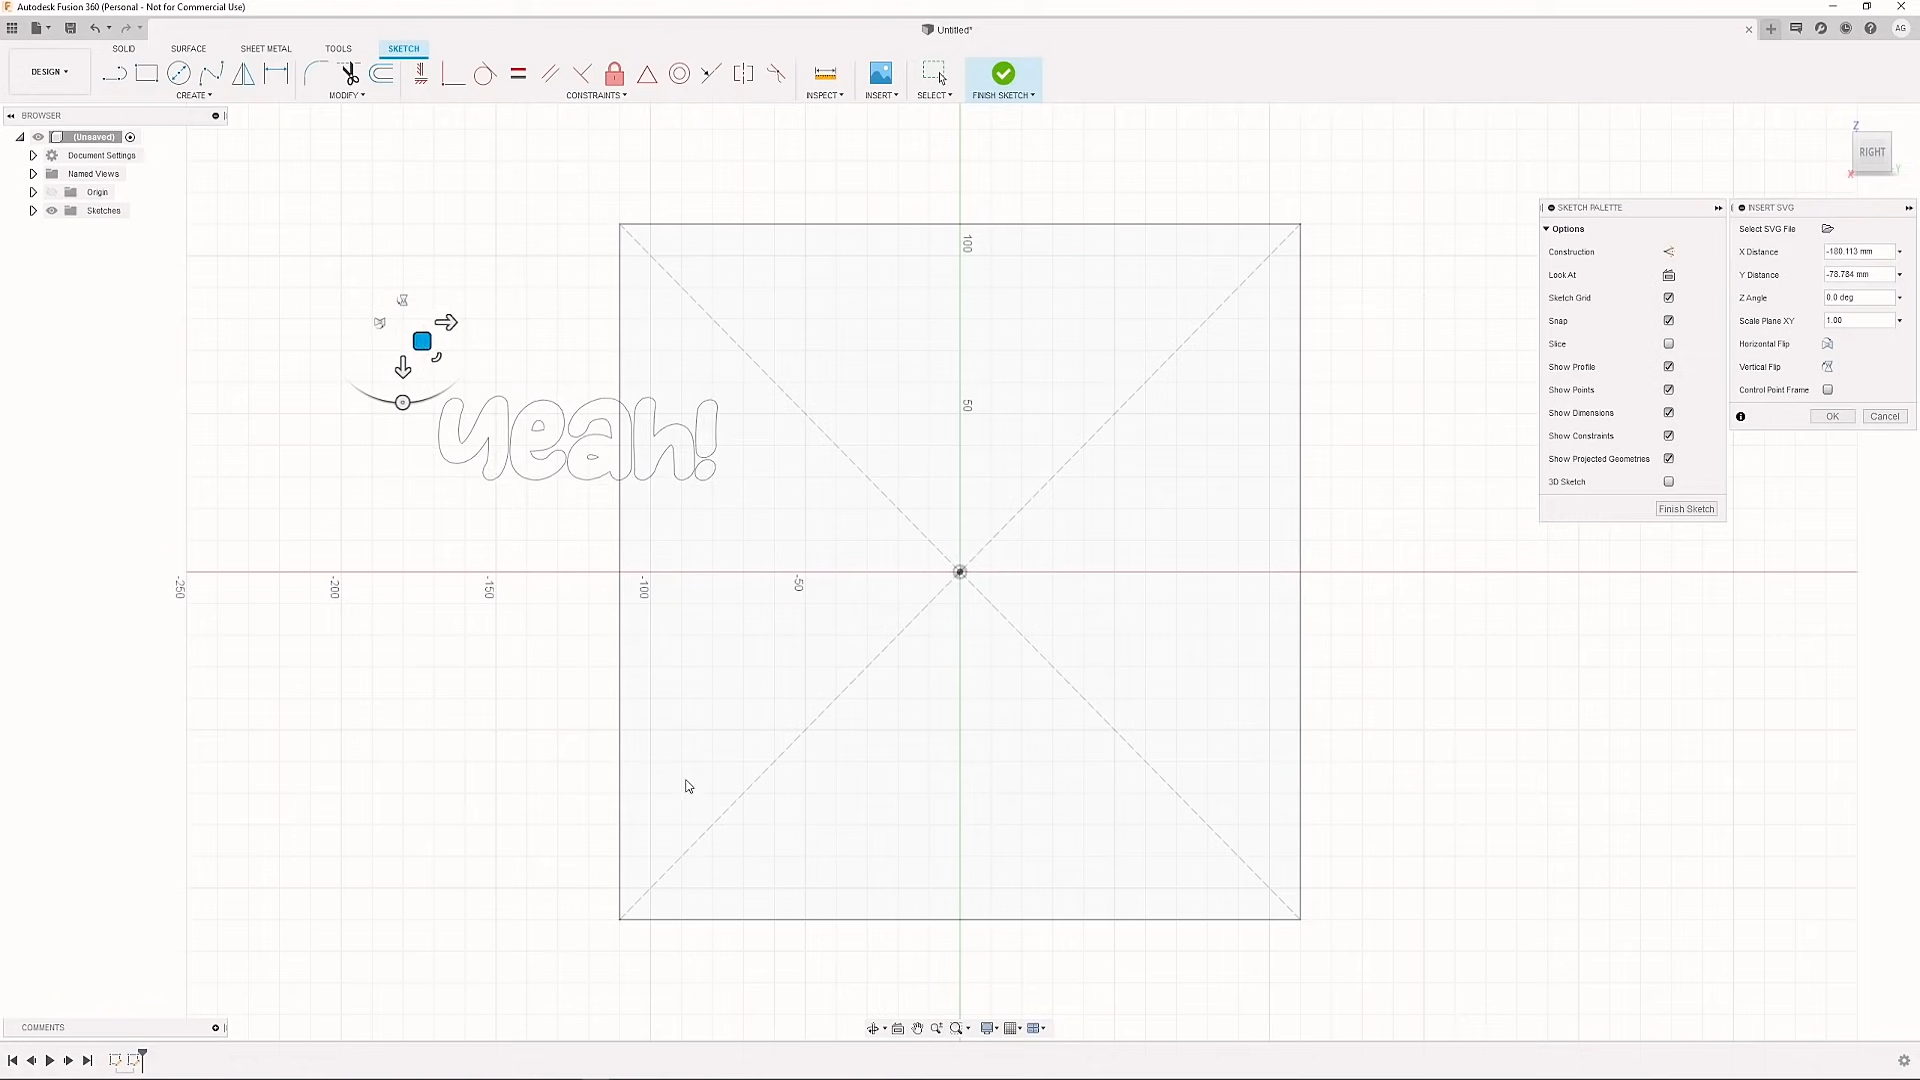 Autodesk Fusion 360 (Personal - Not for Commercial Use)
Untitled*
AG
SOLID SURFACE SHEET METAL TOOLS SKETCH
DESIGN
CREATE MODIFY CONSTRAINTS INSPECT INSERT SELECT FINISH SKETCH
BROWSER
(Unsaved)
Document Settings
Named Views
Origin
Sketches
Z
RIGHT
X
Y
SKETCH PALETTE
Options
Construction
Look At
Sketch Grid
Snap
Slice
Show Profile
Show Points
Show Dimensions
Show Constraints
Show Projected Geometries
3D Sketch
Finish Sketch
INSERT SVG
Select SVG File
X Distance -180.113 mm
Y Distance -78.784 mm
Z Angle 0.0 deg
Scale Plane XY 1.00
Horizontal Flip
Vertical Flip
Control Point Frame
OK Cancel
100
50
yeah!
-250 -200 -150 -100 -50
COMMENTS